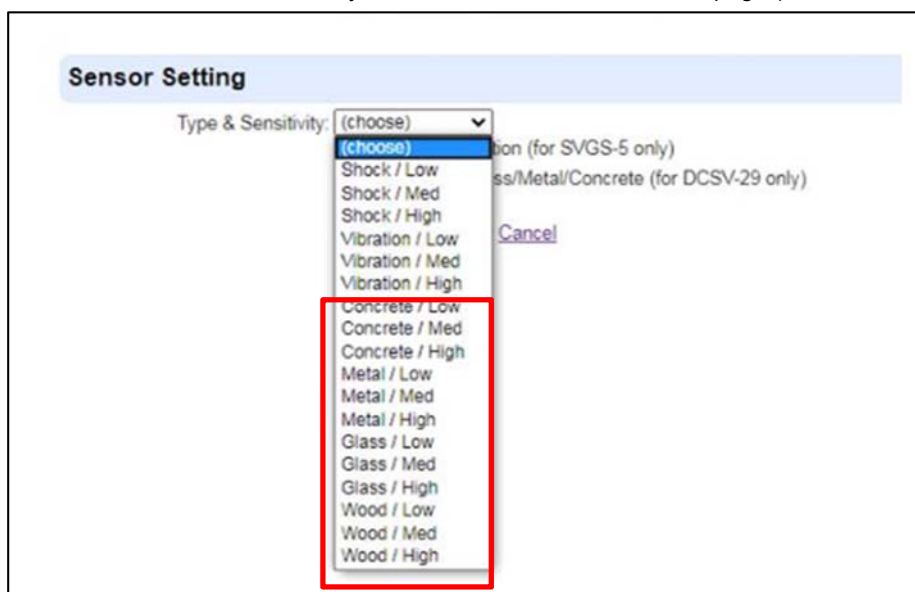 Sensor Setting
Type & Sensitivity: (choose)
(choose)
Shock / Low
Shock / Med
Shock / High
Vibration / Low
Vibration / Med
Vibration / High
Concrete / Low
Concrete / Med
Concrete / High
Metal / Low
Metal / Med
Metal / High
Glass / Low
Glass / Med
Glass / High
Wood / Low
Wood / Med
Wood / High
(for SVGS-5 only)
/Metal/Concrete (for DCSV-29 only)
Cancel